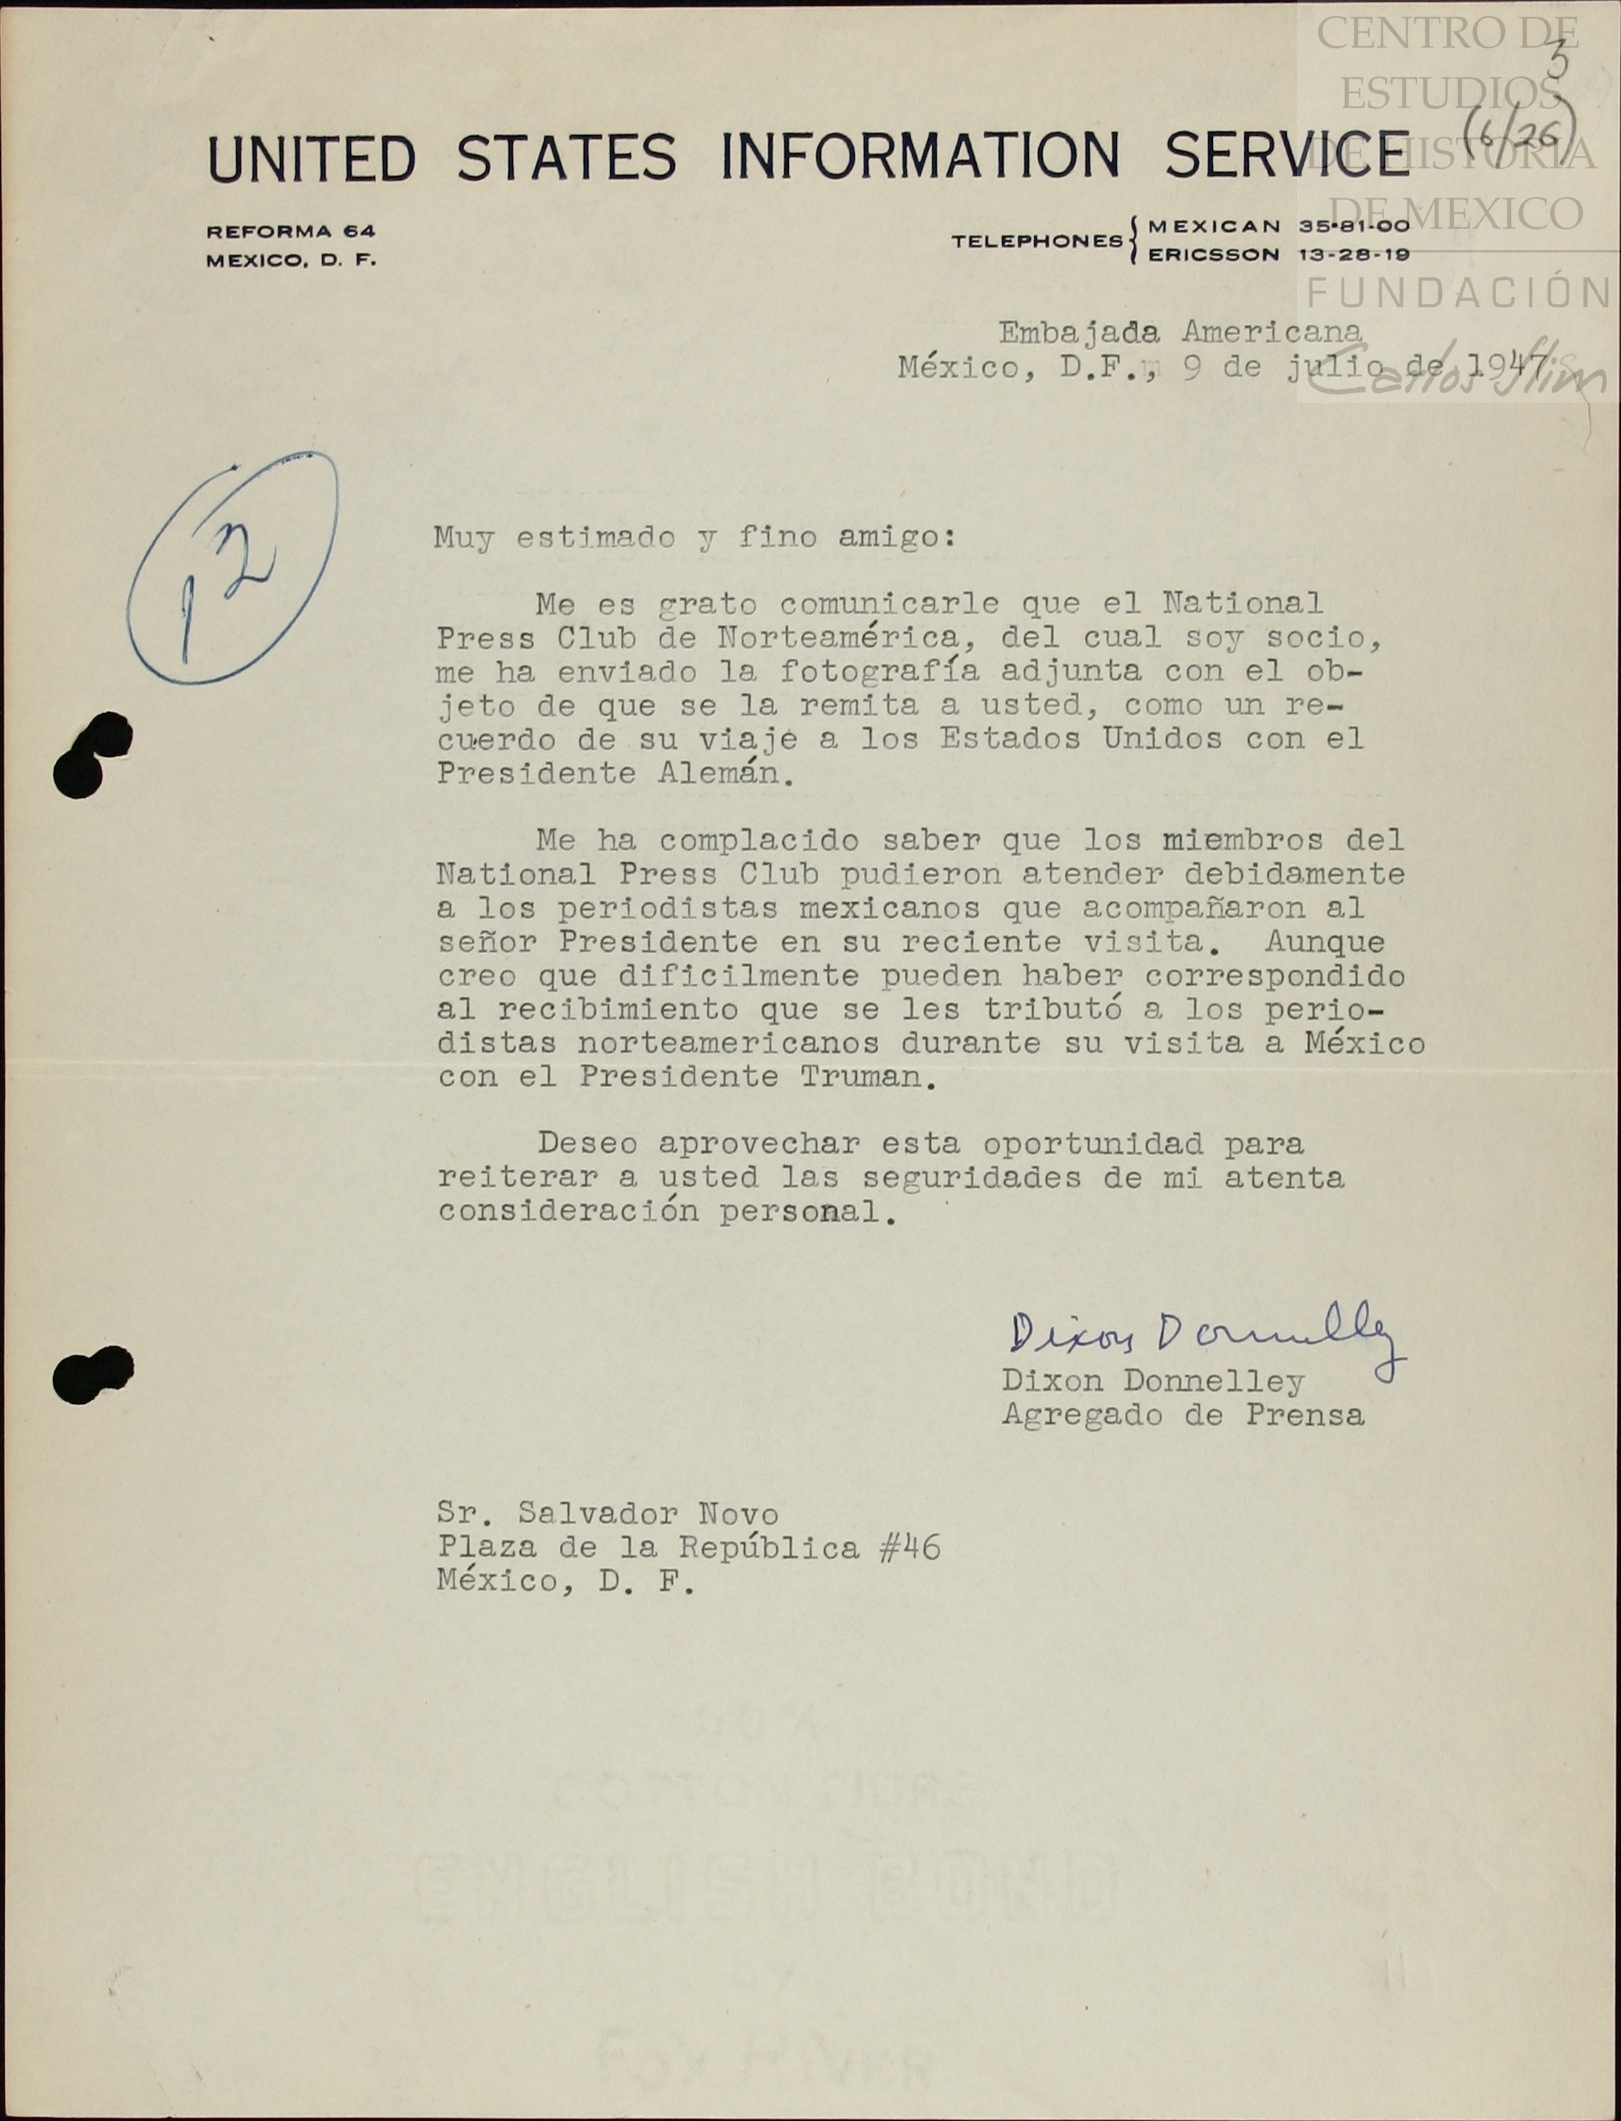 CENTRO DE
ESTUDIOS
DE HISTORIA
DE MEXICO
FUNDACIÓN
Carlos Slim
3
(6/26)
UNITED STATES INFORMATION SERVICE
REFORMA 64
MEXICO, D. F.
TELEPHONES { MEXICAN 35-81-00
ERICSSON 13-28-19
Embajada Americana
México, D.F., 9 de julio de 1947
12
Muy estimado y fino amigo:
Me es grato comunicarle que el National
Press Club de Norteamérica, del cual soy socio,
me ha enviado la fotografía adjunta con el ob-
jeto de que se la remita a usted, como un re-
cuerdo de su viaje a los Estados Unidos con el
Presidente Alemán.
Me ha complacido saber que los miembros del
National Press Club pudieron atender debidamente
a los periodistas mexicanos que acompañaron al
señor Presidente en su reciente visita. Aunque
creo que dificilmente pueden haber correspondido
al recibimiento que se les tributó a los perio-
distas norteamericanos durante su visita a México
con el Presidente Truman.
Deseo aprovechar esta oportunidad para
reiterar a usted las seguridades de mi atenta
consideración personal.
Dixon Donnelley
Dixon Donnelley
Agregado de Prensa
Sr. Salvador Novo
Plaza de la República #46
México, D. F.